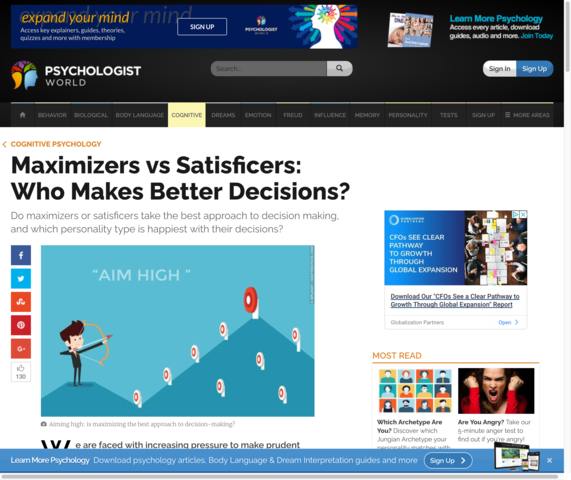 expand your mind
Access key explainers, guides, theories,
quizzes and more with membership
SIGN UP
PSYCHOLOGIST
WORLD
Learn More Psychology
Access every article, download
guides, audio and more. Join Today
PSYCHOLOGIST
WORLD
Search...
Sign In
Sign Up
BEHAVIOR
BIOLOGICAL
BODY LANGUAGE
COGNITIVE
DREAMS
EMOTION
FREUD
INFLUENCE
MEMORY
PERSONALITY
TESTS
SIGN UP
MORE AREAS
COGNITIVE PSYCHOLOGY
Maximizers vs Satisficers:
Who Makes Better Decisions?
Do maximizers or satisficers take the best approach to decision making,
and which personality type is happiest with their decisions?
130
"AIM HIGH "
Aiming high: is maximizing the best approach to decision-making?
We are faced with increasing pressure to make prudent
CFOs SEE CLEAR
PATHWAY
TO GROWTH
THROUGH
GLOBAL EXPANSION
Download Our "CFOs See a Clear Pathway to
Growth Through Global Expansion" Report
Globalization Partners
Open
MOST READ
Which Archetype Are
You? Discover which
Jungian Archetype your
personality matches with
Are You Angry? Take our
5-minute anger test to
find out if you're angry!
Learn More Psychology Download psychology articles, Body Language & Dream Interpretation guides and more
Sign Up